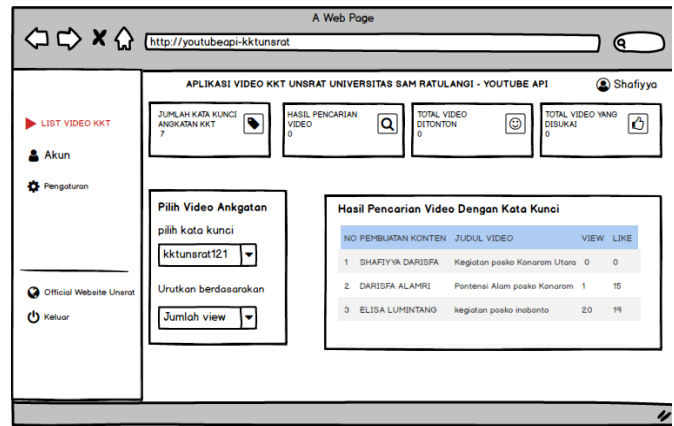 A Web Page
http://youtubeapi-kktunsrat
APLIKASI VIDEO KKT UNSRAT UNIVERSITAS SAM RATULANGI - YOUTUBE API
Shafiyya
LIST VIDEO KKT
Akun
Pengaturan
Official Website Unsrat
Keluar
JUMLAH KATA KUNCI
ANGKATAN KKT
7
HASIL PENCARIAN
VIDEO
0
TOTAL VIDEO
DITONTON
0
TOTAL VIDEO YANG
DISUKAI
0
Pilih Video Ankgatan
pilih kata kunci
kktunsrat121
Urutkan berdasarakan
Jumlah view
Hasil Pencarian Video Dengan Kata Kunci
NO PEMBUATAN KONTEN JUDUL VIDEO VIEW LIKE
1 SHAFIYYA DARISFA Kegiatan posko Konarom Utara 0 0
2 DARISFA ALAMRI Pontensi Alam posko Konarom 1 15
3 ELISA LUMINTANG kegiatan posko inobonto 20 19